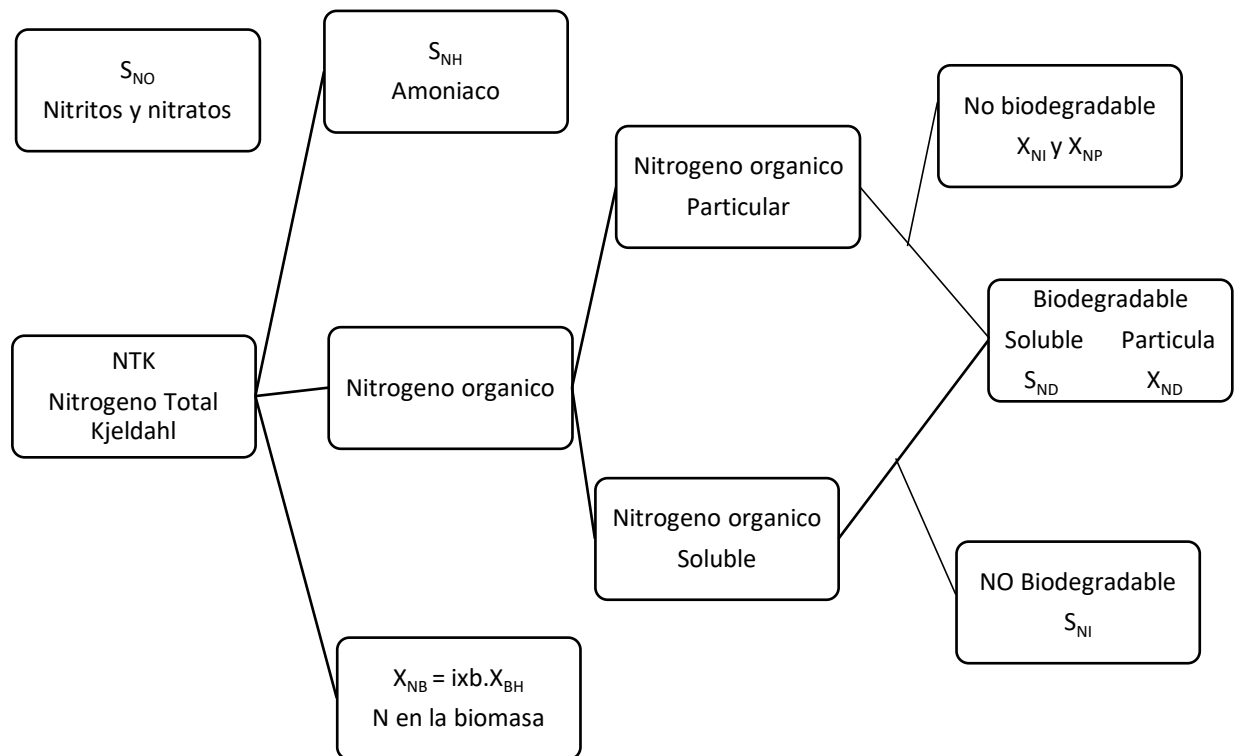 S_NO
Nitritos y nitratos
S_NH
Amoniaco
No biodegradable
X_NI y X_NP
Nitrogeno organico
Particular
Biodegradable
Soluble Particula
S_ND X_ND
NTK
Nitrogeno Total
Kjeldahl
Nitrogeno organico
Nitrogeno organico
Soluble
NO Biodegradable
S_NI
X_NB = ixb.X_BH
N en la biomasa